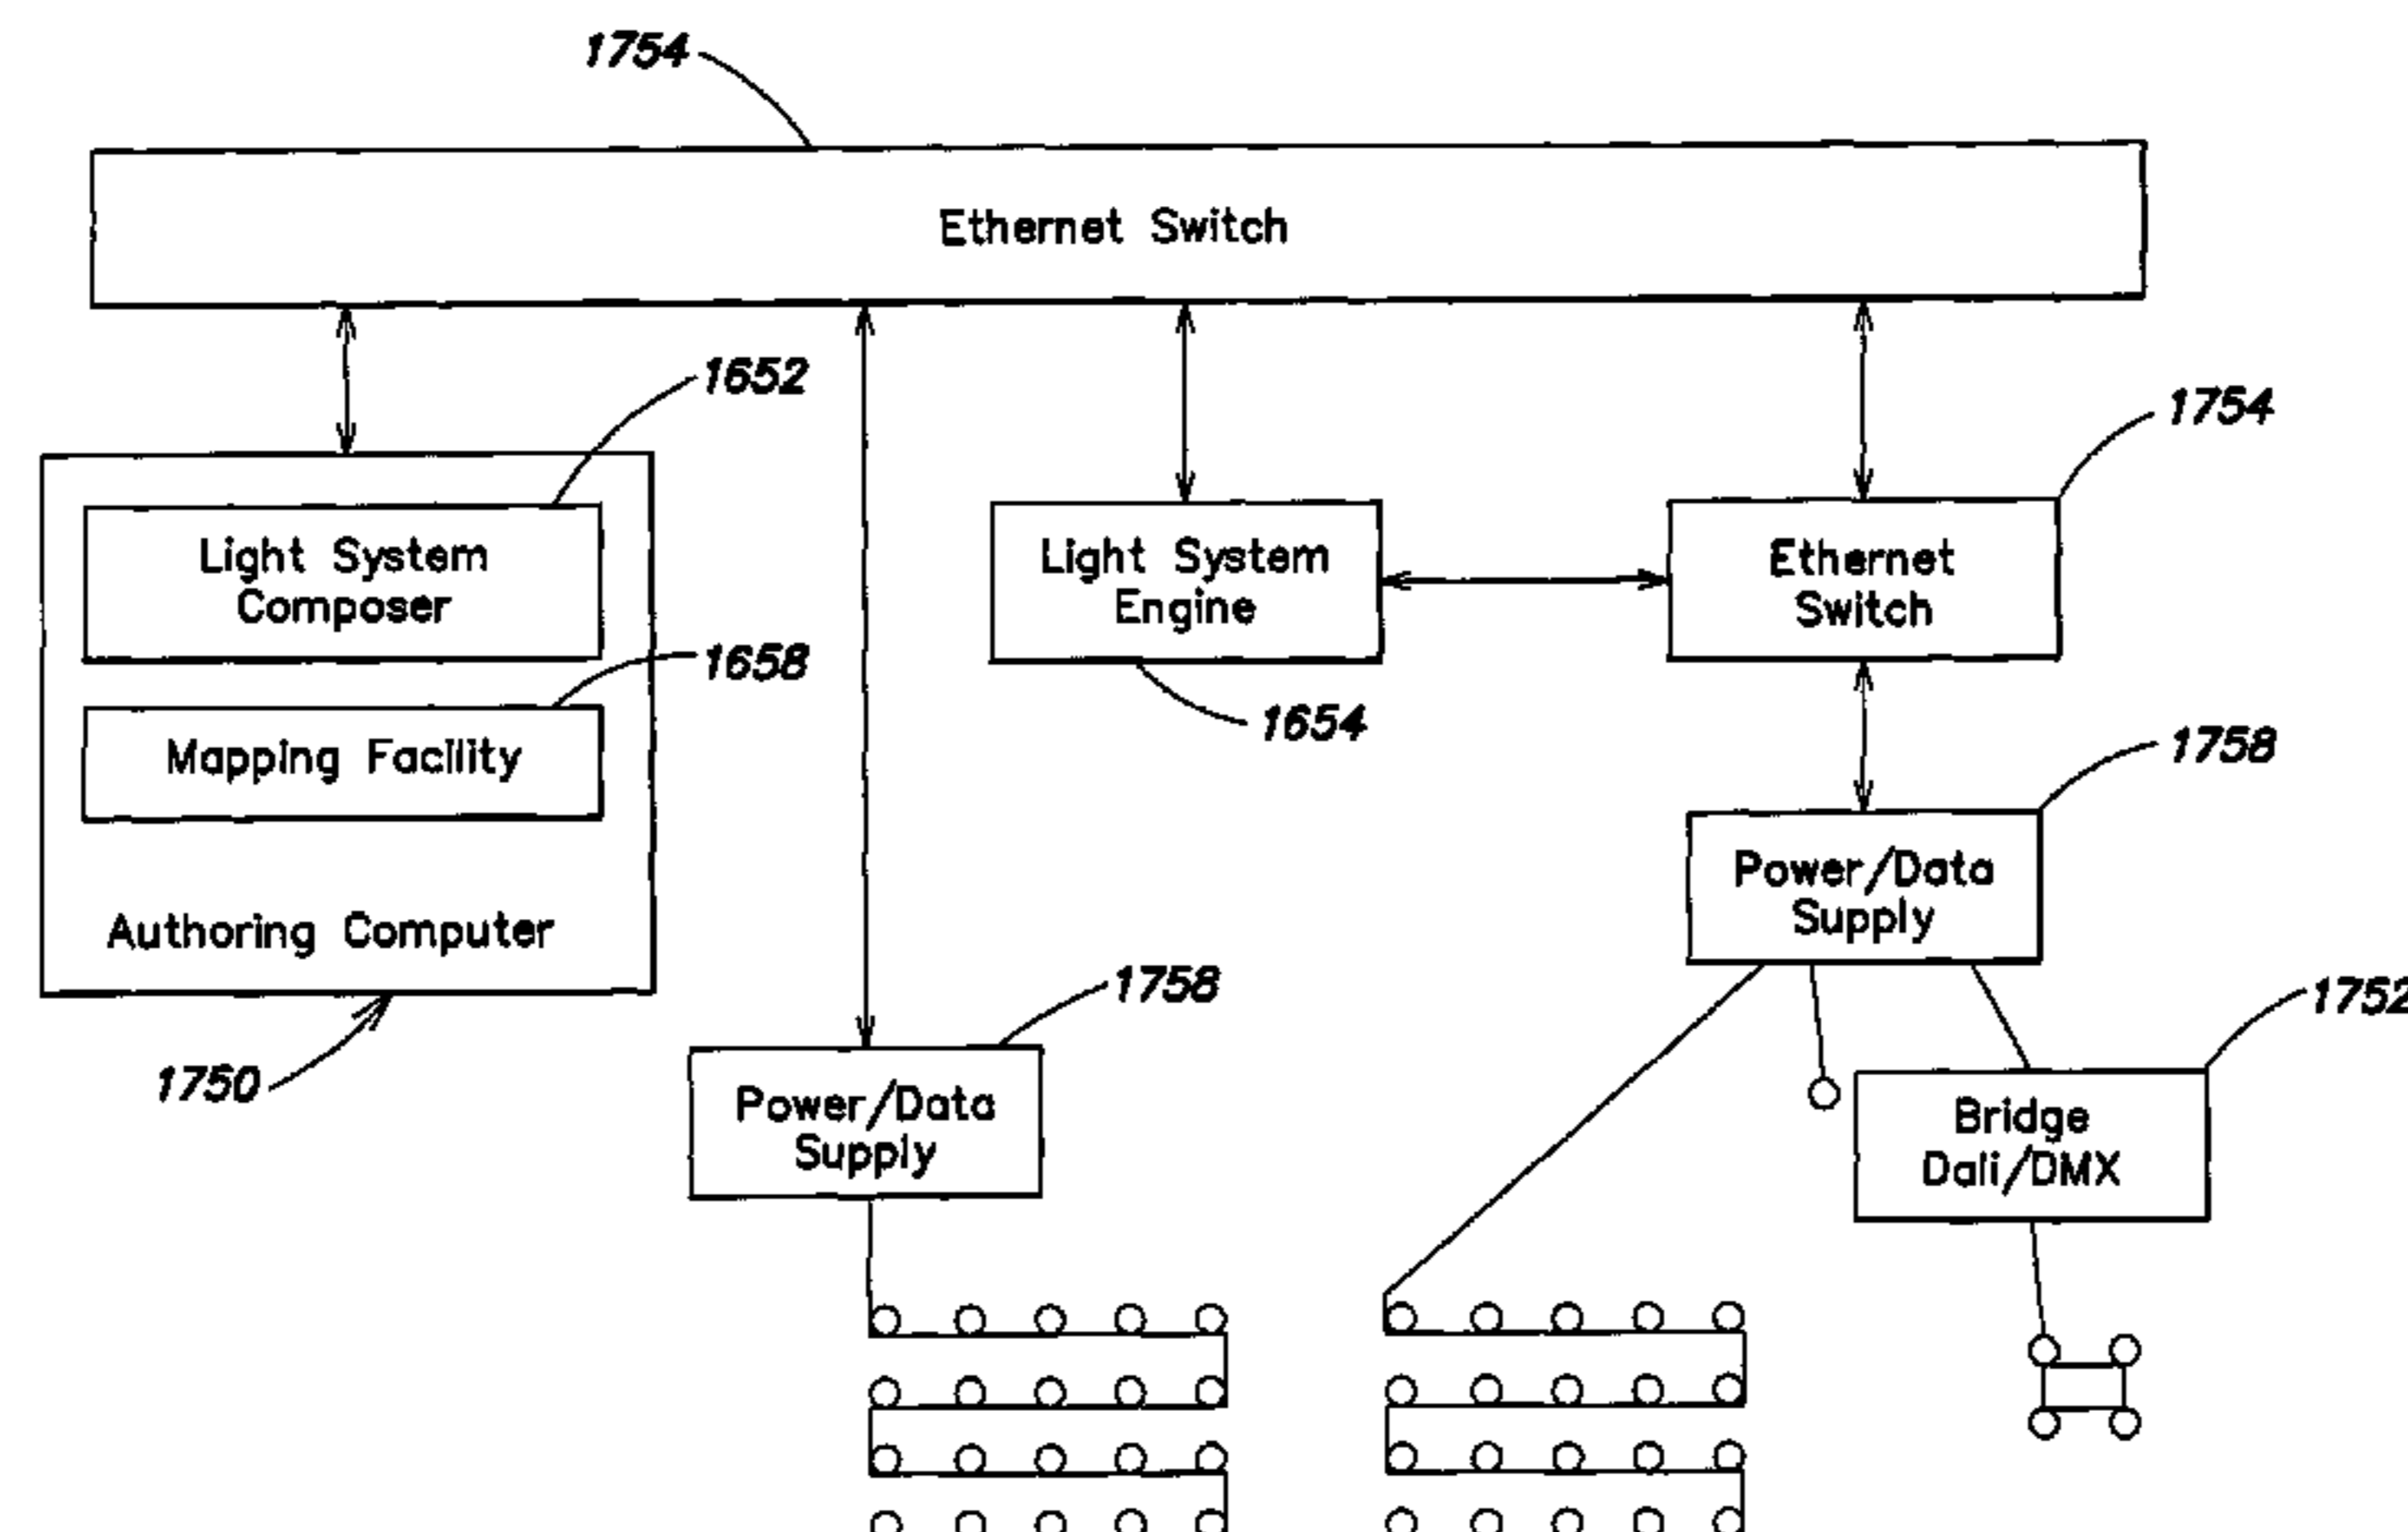 1754
Ethernet Switch
1652
1754
Light System
Composer
Light System
Engine
Ethernet
Switch
1658
1654
Mapping Facility
1758
Power/Data
Supply
Authoring Computer
1758
1752
1750
Power/Data
Supply
Bridge
Dali/DMX